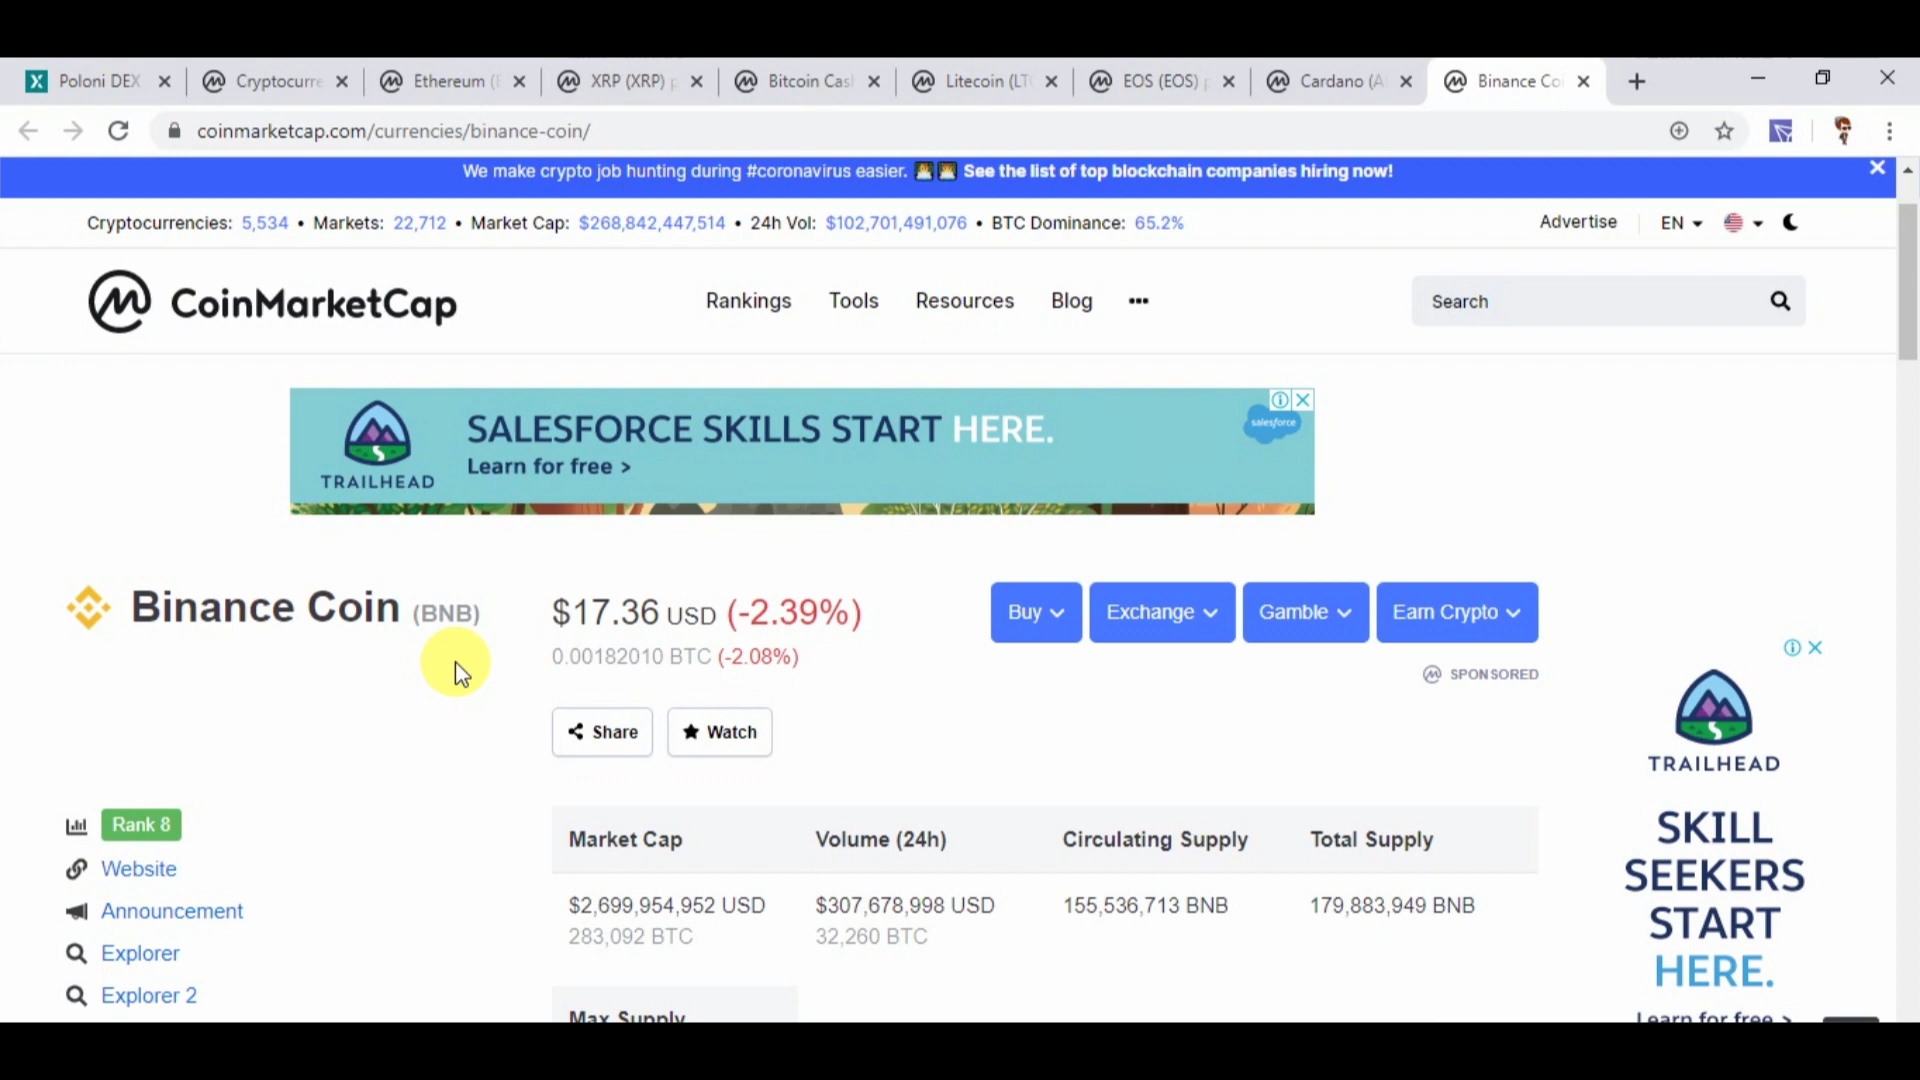 Poloni DEX
Cryptocurre
Ethereum (E
XRP (XRP) p
Bitcoin Cas
Litecoin (LT
EOS (EOS) p
Cardano (A
Binance Co
coinmarketcap.com/currencies/binance-coin/
We make crypto job hunting during #coronavirus easier. See the list of top blockchain companies hiring now!
Cryptocurrencies: 5,534 • Markets: 22,712 • Market Cap: $268,842,447,514 • 24h Vol: $102,701,491,076 • BTC Dominance: 65.2%
Advertise EN
CoinMarketCap
Rankings Tools Resources Blog •••
Search
SALESFORCE SKILLS START HERE.
Learn for free >
TRAILHEAD
salesforce
Binance Coin (BNB)
$17.36 USD (-2.39%)
0.00182010 BTC (-2.08%)
Buy Exchange Gamble Earn Crypto
SPONSORED
Share Watch
Rank 8
Website
Announcement
Explorer
Explorer 2
Market Cap Volume (24h) Circulating Supply Total Supply
$2,699,954,952 USD $307,678,998 USD 155,536,713 BNB 179,883,949 BNB
283,092 BTC 32,260 BTC
Max Supply
TRAILHEAD
SKILL
SEEKERS
START
HERE.
Learn for free >